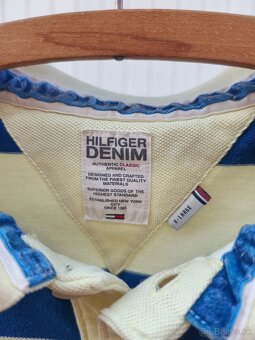 HILFIGER
DENIM
AUTHENTIC CLASSIC
APPAREL
DESIGNED AND CRAFTED
FROM THE FINEST QUALITY
MATERIALS
SUPERIOR GOODS OF THE
HIGHEST STANDARD
ESTABLISHED NEW YORK
CITY
SINCE 1985
X-LARGE